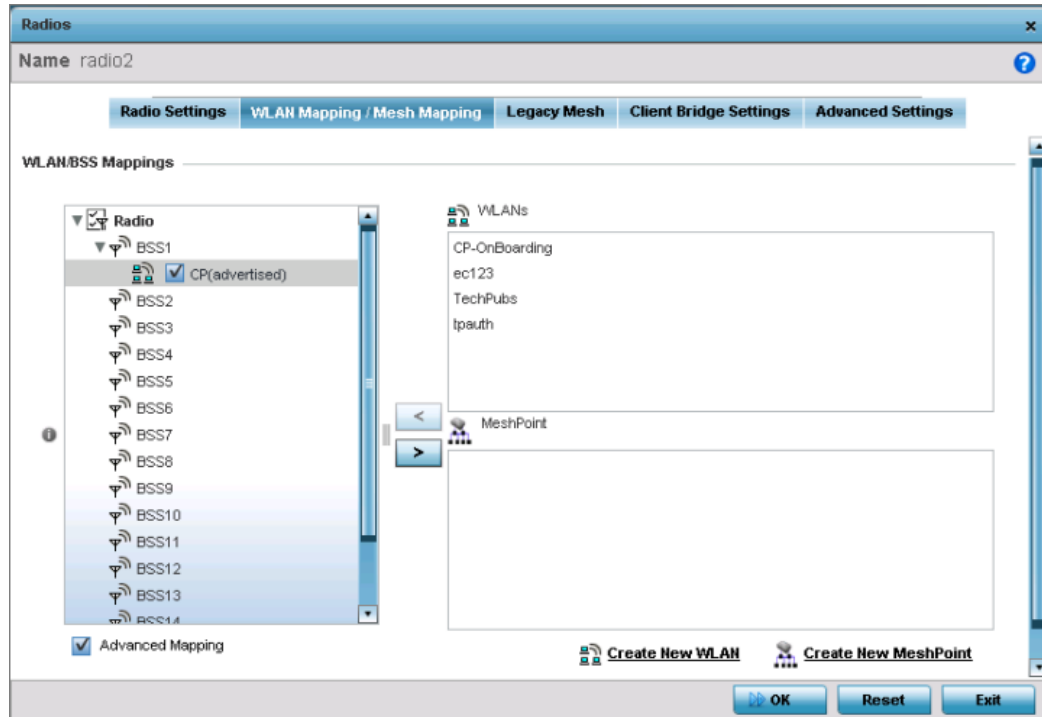 Radios
Name radio2
Radio Settings
WLAN Mapping / Mesh Mapping
Legacy Mesh
Client Bridge Settings
Advanced Settings
WLAN/BSS Mappings
Radio
BSS1
CP(advertised)
BSS2
BSS3
BSS4
BSS5
BSS6
BSS7
BSS8
BSS9
BSS10
BSS11
BSS12
BSS13
BSS14
Advanced Mapping
<
>
WLANs
CP-OnBoarding
ec123
TechPubs
tpauth
MeshPoint
Create New WLAN
Create New MeshPoint
OK
Reset
Exit